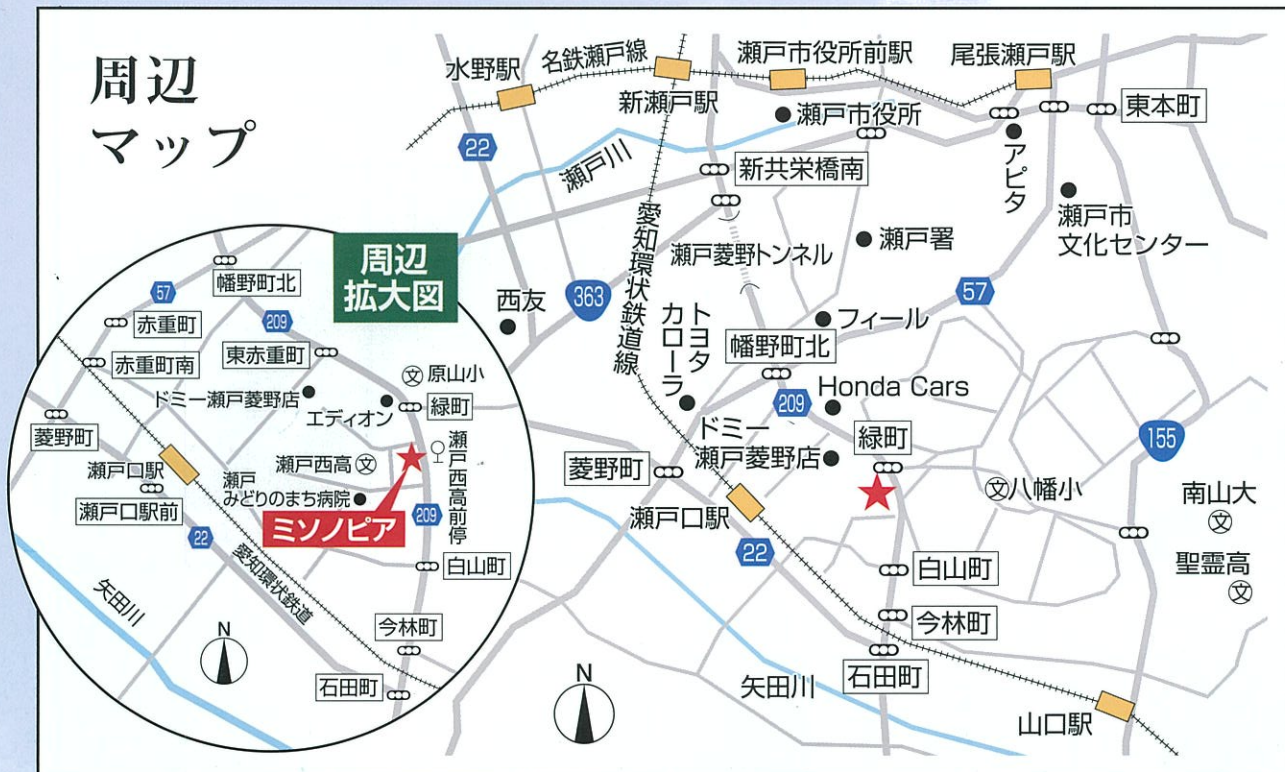 周辺
マップ
水野駅
名鉄瀬戸線
新瀬戸駅
瀬戸市役所前駅
尾張瀬戸駅
東本町
瀬戸市役所
アピタ
22
瀬戸川
新共栄橋南
瀬戸市
文化センター
瀬戸署
瀬戸菱野トンネル
愛知環状鉄道線
363
西友
57
フィール
トヨタ
カローラ
幡野町北
Honda Cars
209
緑町
155
ドミー
瀬戸菱野店
菱野町
八幡小
文
南山大
文
瀬戸口駅
22
聖霊高
文
白山町
今林町
石田町
矢田川
山口駅
N
周辺
拡大図
幡野町北
57
209
赤重町
東赤重町
赤重町南
文
原山小
ドミー瀬戸菱野店
エディオン
緑町
菱野町
瀬戸西高
文
瀬戸西高前停
瀬戸口駅
瀬戸
みどりのまち病院
瀬戸口駅前
ミソノピア
209
22
愛知環状鉄道
白山町
矢田川
今林町
N
石田町